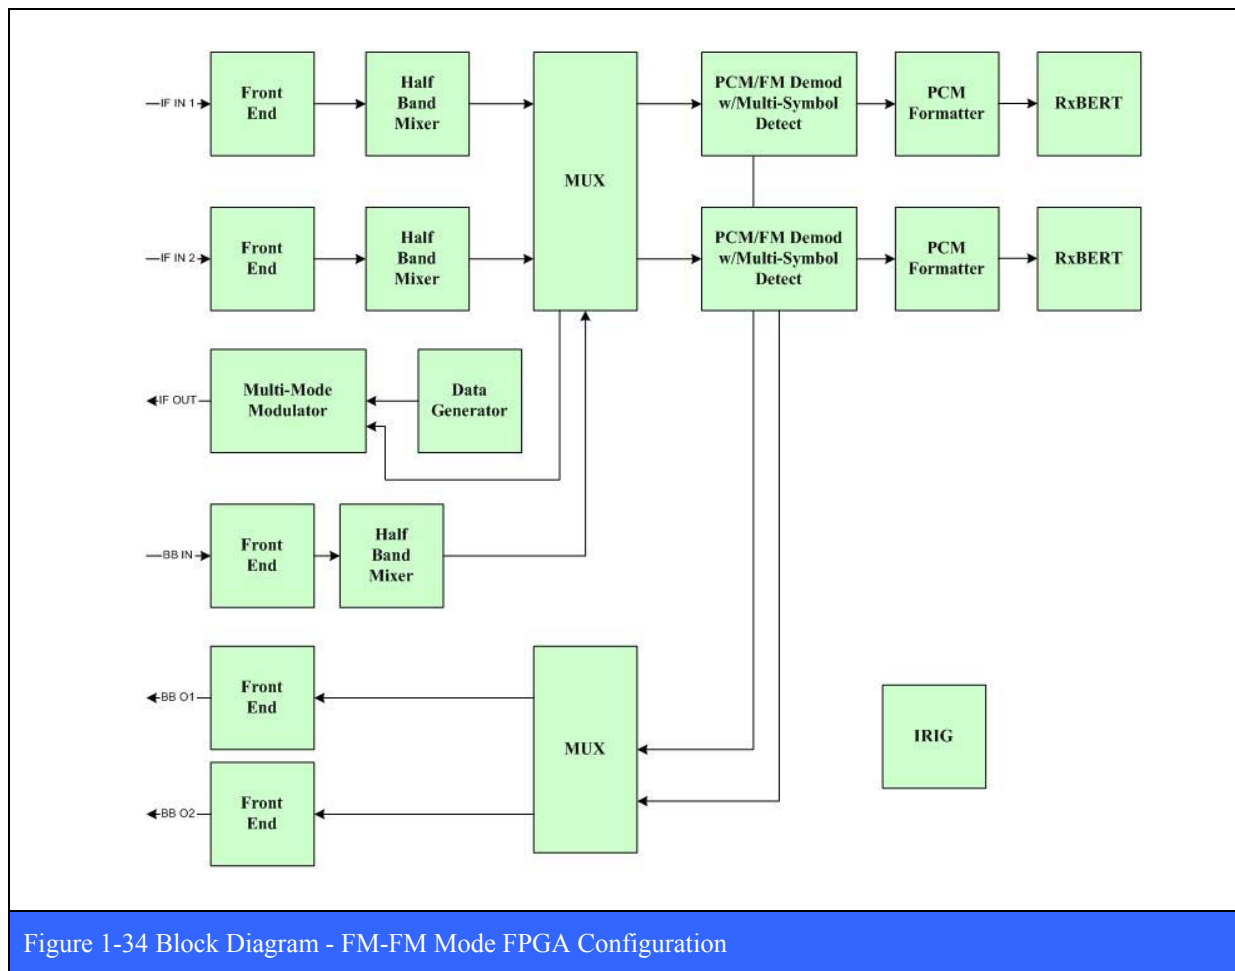 IF IN 1
Front
End
Half
Band
Mixer
MUX
PCM/FM Demod
w/Multi-Symbol
Detect
PCM
Formatter
RxBERT
IF IN 2
Front
End
Half
Band
Mixer
PCM/FM Demod
w/Multi-Symbol
Detect
PCM
Formatter
RxBERT
IF OUT
Multi-Mode
Modulator
Data
Generator
BB IN
Front
End
Half
Band
Mixer
BB O1
Front
End
MUX
IRIG
BB O2
Front
End
Figure 1-34 Block Diagram - FM-FM Mode FPGA Configuration